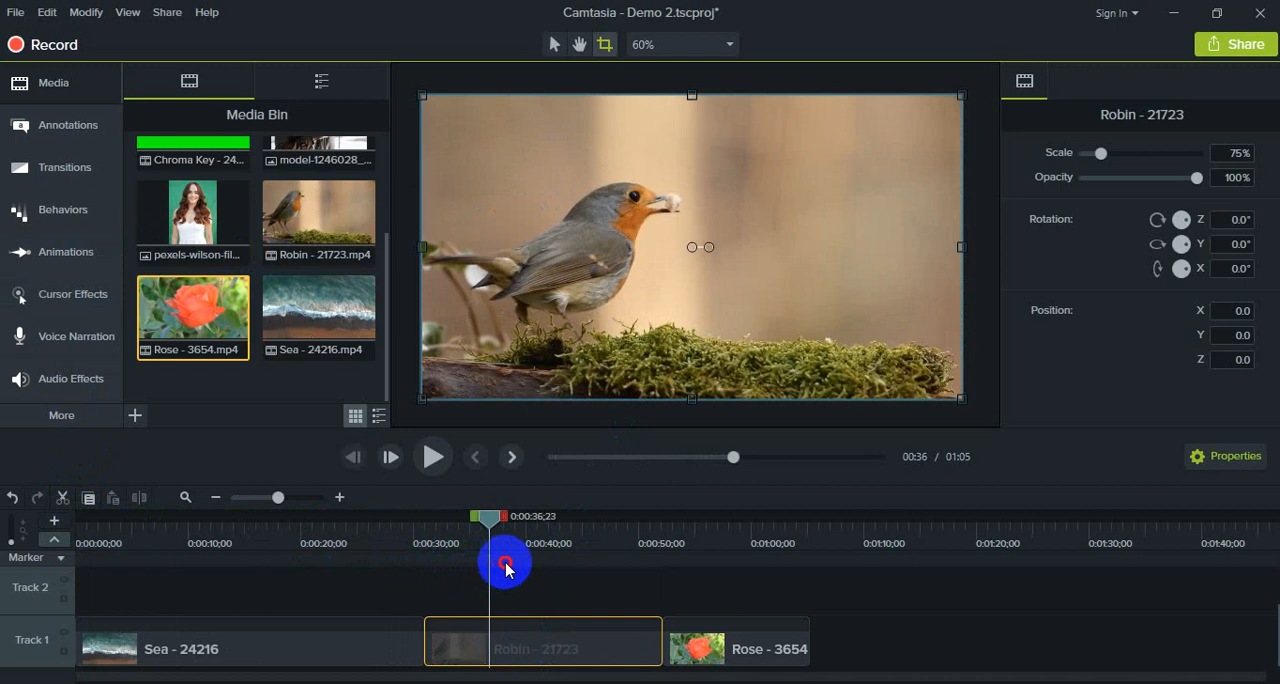 File Edit Modify View Share Help
Camtasia - Demo 2.tscproj*
Sign In
Record
60%
Share
Media
Annotations
Transitions
Behaviors
Animations
Cursor Effects
Voice Narration
Audio Effects
More
Media Bin
Chroma Key - 24...
model-1246028_...
pexels-wilson-fil...
Robin - 21723.mp4
Rose - 3654.mp4
Sea - 24216.mp4
Robin - 21723
Scale 75%
Opacity 100%
Rotation: Z 0.0°
Y 0.0°
X 0.0°
Position: X 0.0
Y 0.0
Z 0.0
00:36 / 01:05
Properties
0:00:36;23
0:00:00;00 0:00:10;00 0:00:20;00 0:00:30;00 0:00:40;00 0:00:50;00 0:01:00;00 0:01:10;00 0:01:20;00 0:01:30;00 0:01:40;00
Marker
Track 2
Track 1
Sea - 24216
Robin - 21723
Rose - 3654